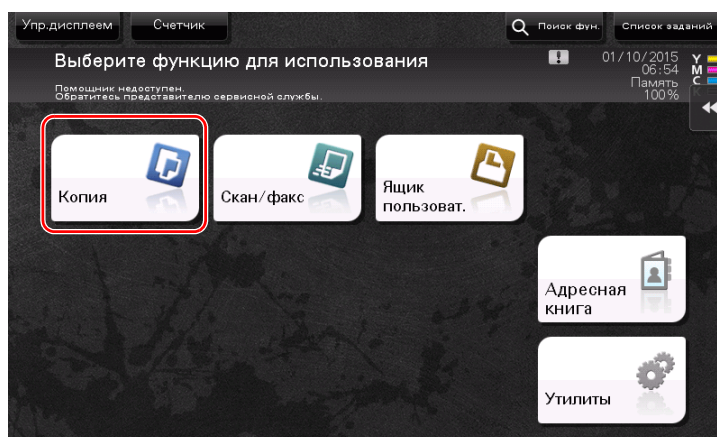 Упр.дисплеем
Счетчик
Поиск фун.
Список заданий
Выберите функцию для использования
Помощник недоступен.
Обратитесь представителю сервисной службы.
01/10/2015
06:54
Память
100%
Y
M
C
K
Копия
Скан/факс
Ящик
пользоват.
Адресная
книга
Утилиты